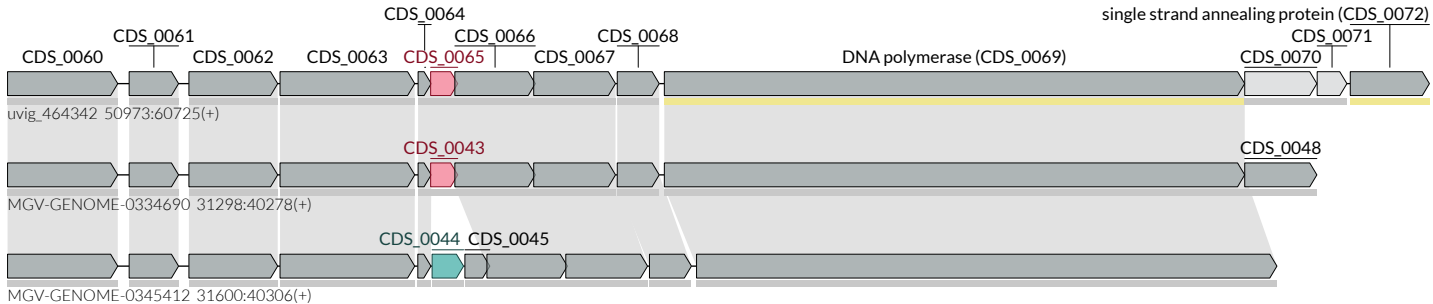 CDS_0064
single strand annealing protein (CDS_0072)
CDS_0061 CDS_0066 CDS_0068 CDS_0071
CDS_0060 CDS_0062 CDS_0063 CDS_0065 CDS_0067 DNA polymerase (CDS_0069) CDS_0070
uvig_464342 50973:60725(+)
CDS_0043 CDS_0048
MGV-GENOME-0334690 31298:40278(+)
CDS_0044 CDS_0045
MGV-GENOME-0345412 31600:40306(+)